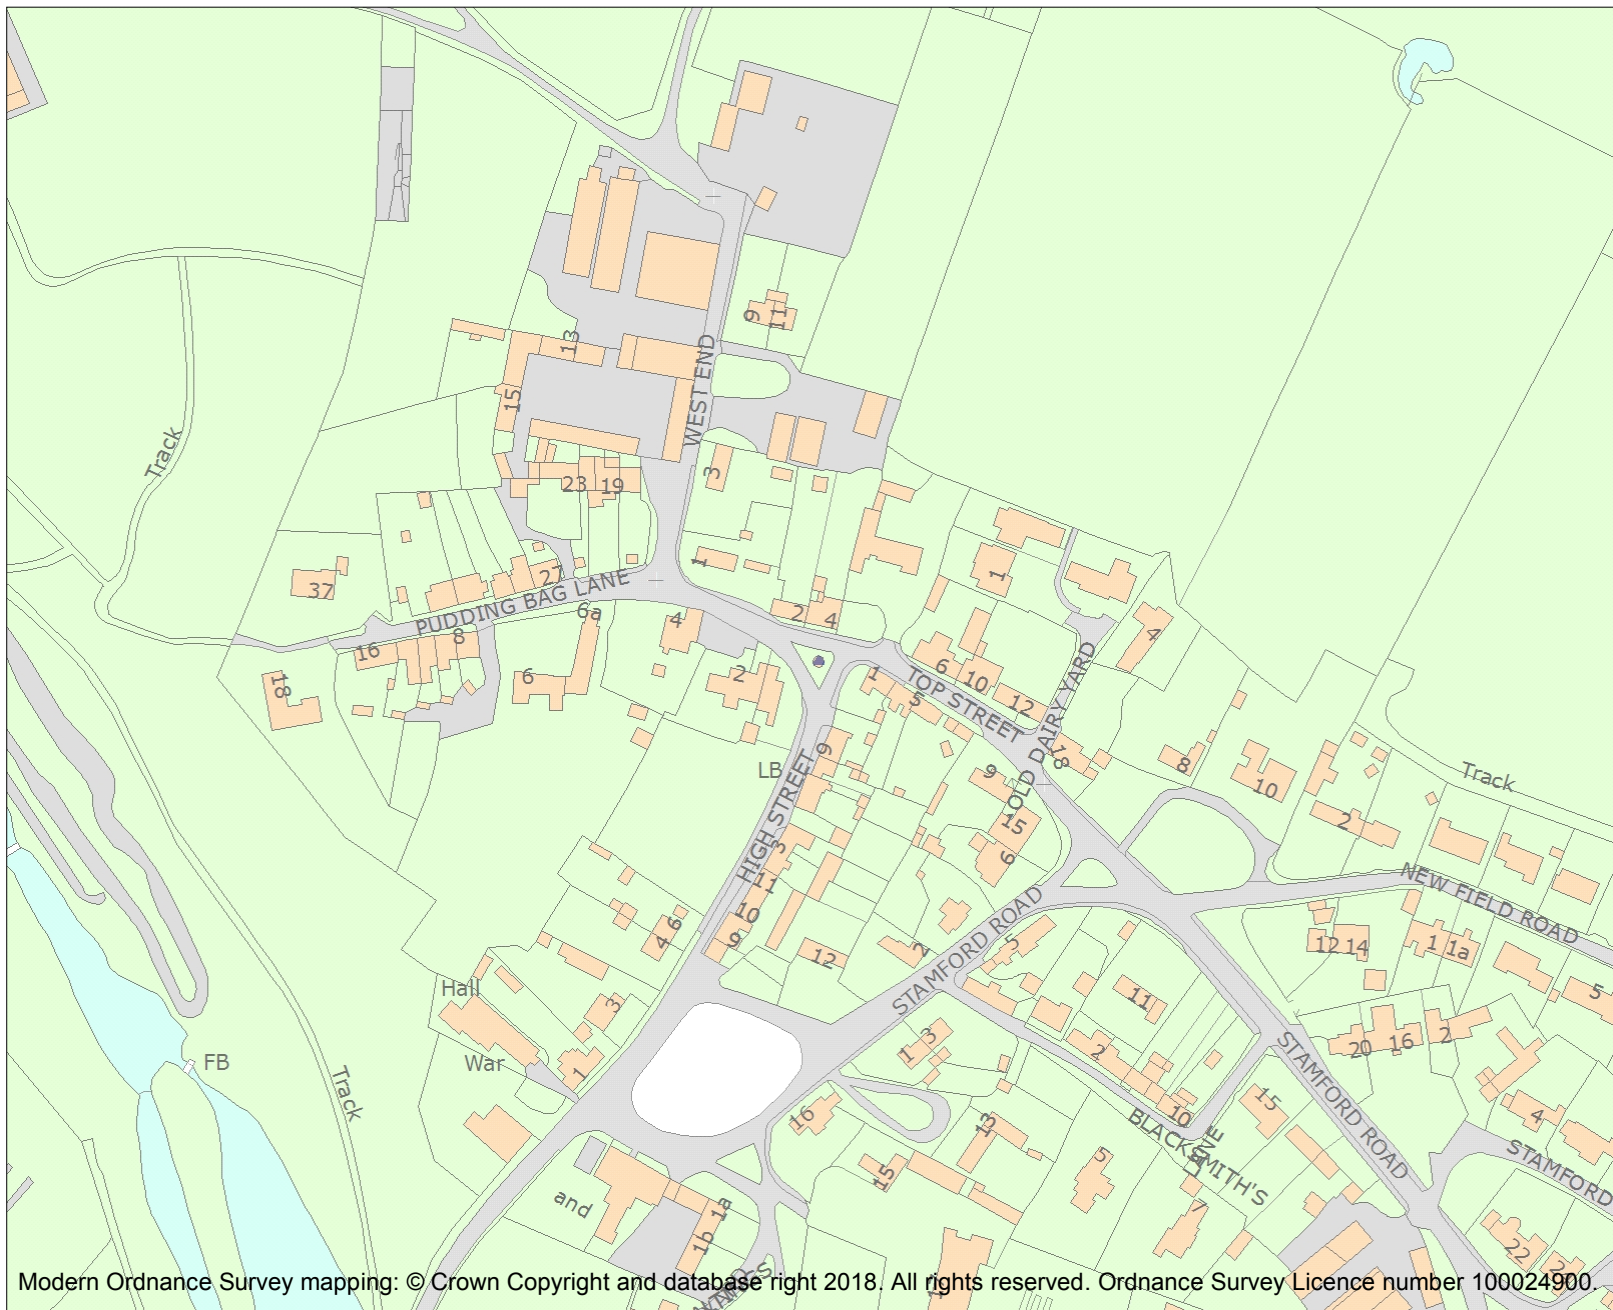 9
11
13
WEST END
15
Track
3
23
19
1
1
27
37
PUDDING BAG LANE
6a
2
4
4
4
8
16
6
18
2
6
10
12
TOP STREET
1
5
OLD DAIRY YARD
18
8
10
Track
2
LB
9
HIGH STREET
9
15
6
3
11
10
9
NEW FIELD ROAD
STAMFORD ROAD
4 6
12
2
5
12 14
1
1a
5
Hall
3
11
War
1
FB
Track
1 3
2
20
16
2
STAMFORD ROAD
16
13
15
10
15
4
BLACKSMITH'S
LANE
STAMFORD
5
7
and
1a
1b
22
Modern Ordnance Survey mapping: © Crown Copyright and database right 2018. All rights reserved. Ordnance Survey Licence number 100024900.